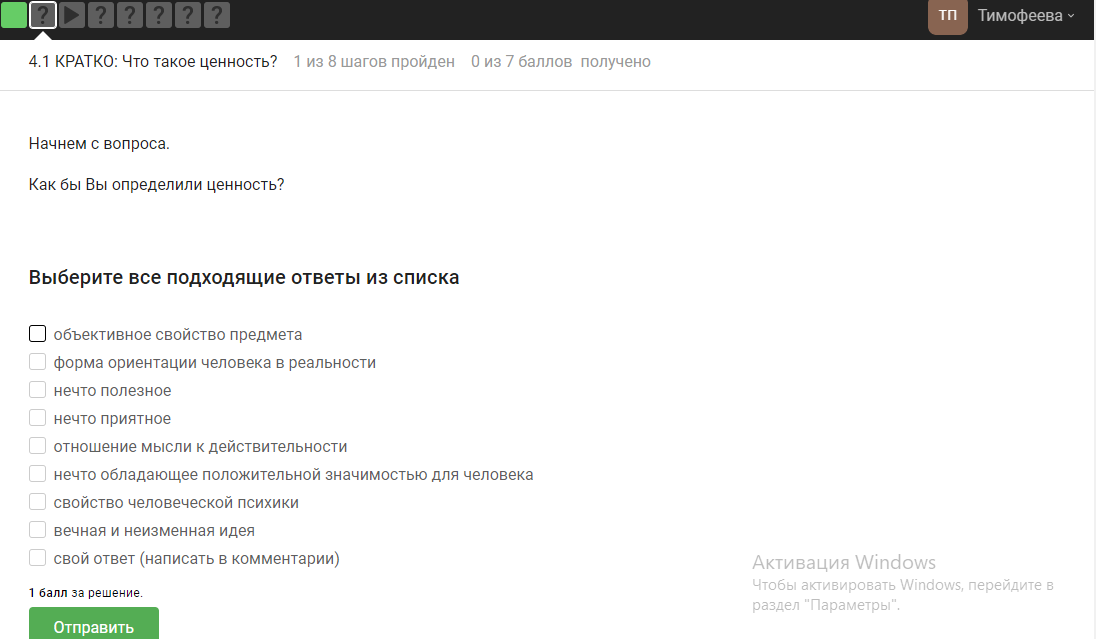 ? ? ? ? ? ?
ТП Тимофеева
4.1 КРАТКО: Что такое ценность? 1 из 8 шагов пройден 0 из 7 баллов получено
Начнем с вопроса.
Как бы Вы определили ценность?
Выберите все подходящие ответы из списка
объективное свойство предмета
форма ориентации человека в реальности
нечто полезное
нечто приятное
отношение мысли к действительности
нечто обладающее положительной значимостью для человека
свойство человеческой психики
вечная и неизменная идея
свой ответ (написать в комментарии)
1 балл за решение.
Отправить
Активация Windows
Чтобы активировать Windows, перейдите в
раздел "Параметры".